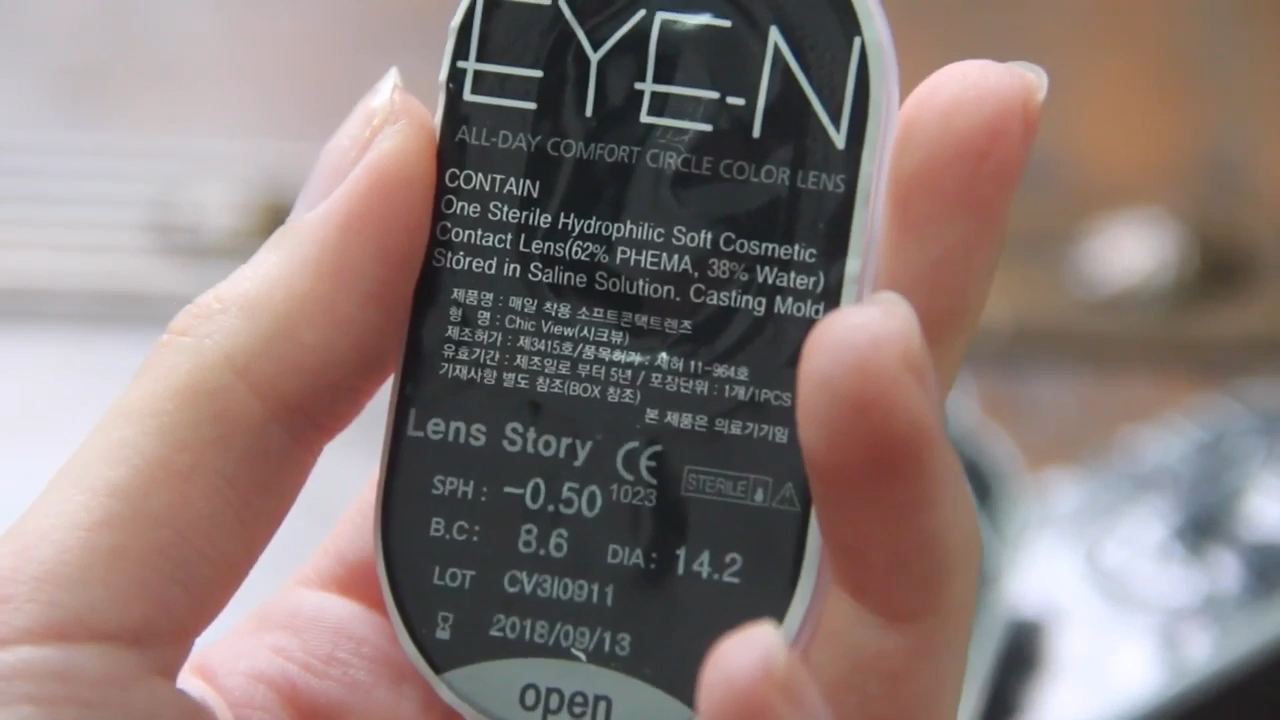 EYE-N
ALL-DAY COMFORT CIRCLE COLOR LENS
CONTAIN
One Sterile Hydrophilic Soft Cosmetic
Contact Lens(62% PHEMA, 38% Water)
Stored in Saline Solution. Casting Mold
제품명 : 매일 착용 소프트콘택트렌즈
형 명 : Chic View(시크뷰)
제조허가 : 제3415호/품목허가 : 제허 11-964호
유효기간 : 제조일로 부터 5년 / 포장단위 : 1개/1PCS
기재사항 별도 참조(BOX 참조)
본 제품은 의료기기임
Lens Story CE
1023
STERILE
SPH : -0.50
B.C : 8.6 DIA : 14.2
LOT CV3I0911
2018/09/13
open